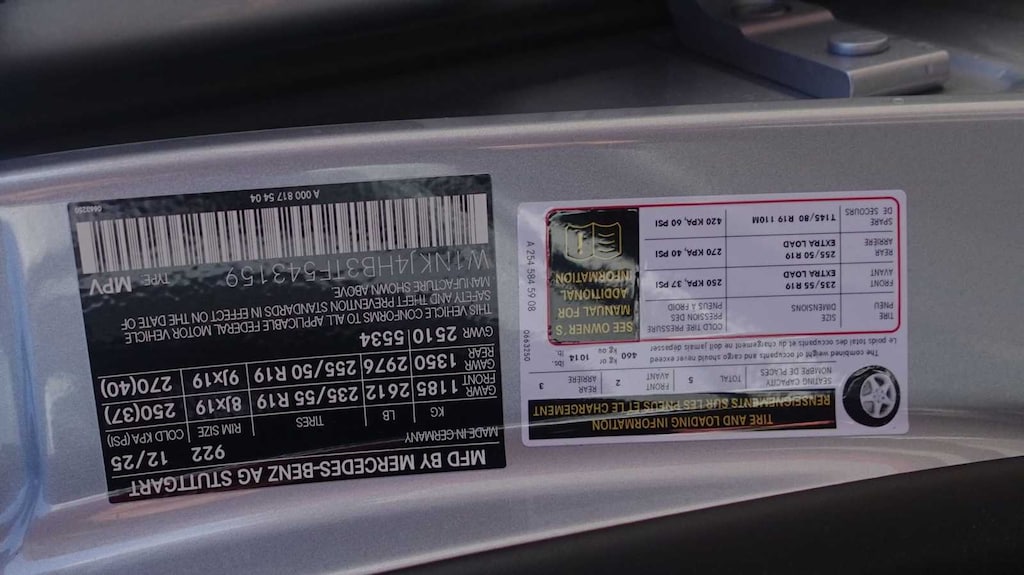 MFD BY MERCEDES-BENZ AG STUTTGART
MADE IN GERMANY 922 12/25
KG LB TIRES RIM SIZE COLD KPA(PSI)
GAWR FRONT 1185 2612 235/55 R19 8Jx19 250(37)
GAWR REAR 1350 2976 255/50 R19 9Jx19 270(40)
GVWR 2510 5534
THIS VEHICLE CONFORMS TO ALL APPLICABLE FEDERAL MOTOR VEHICLE
SAFETY AND THEFT PREVENTION STANDARDS IN EFFECT ON THE DATE OF
MANUFACTURE SHOWN ABOVE.
W1NKJ4HB3TF543159 TYPE: MPV
A 000 817 54 04
0663250
TIRE AND LOADING INFORMATION
RENSEIGNEMENTS SUR LES PNEUS ET LE CHARGEMENT
SEATING CAPACITY
NOMBRE DE PLACES
TOTAL 5
FRONT
AVANT 2
REAR
ARRIÈRE 3
The combined weight of occupants and cargo should never exceed
Le poids total des occupants et du chargement ne doit jamais dépasser
460 kg ou
or 1014 lbs.
lb.
TIRE
PNEU
SIZE
DIMENSIONS
COLD TIRE PRESSURE
PRESSION DES
PNEUS A FROID
FRONT
AVANT
235/55 R19
EXTRA LOAD
250 KPA, 37 PSI
REAR
ARRIÈRE
255/50 R19
EXTRA LOAD
270 KPA, 40 PSI
SPARE
DE SECOURS
T145/80 R19 110M
420 KPA, 60 PSI
SEE OWNER'S
MANUAL FOR
ADDITIONAL
INFORMATION
0663250
A 254 584 59 08